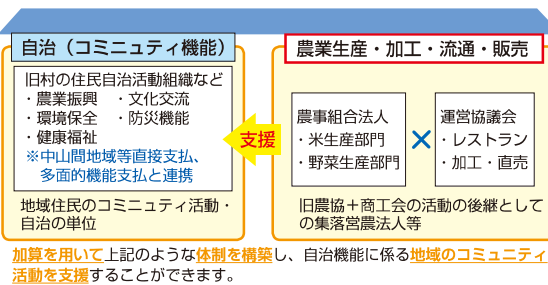 自治（コミニュティ機能）
旧村の住民自治活動組織など
・農業振興　・文化交流
・環境保全　・防災機能
・健康福祉
※中山間地域等直接支払、
多面的機能支払と連携
地域住民のコミュニティ活動・
自治の単位
支援
農業生産・加工・流通・販売
農事組合法人
・米生産部門
・野菜生産部門
×
運営協議会
・レストラン
・加工・直売
旧農協＋商工会の活動の後継として
の集落営農法人等
加算を用いて上記のような体制を構築し、自治機能に係る地域のコミュニティ
活動を支援することができます。